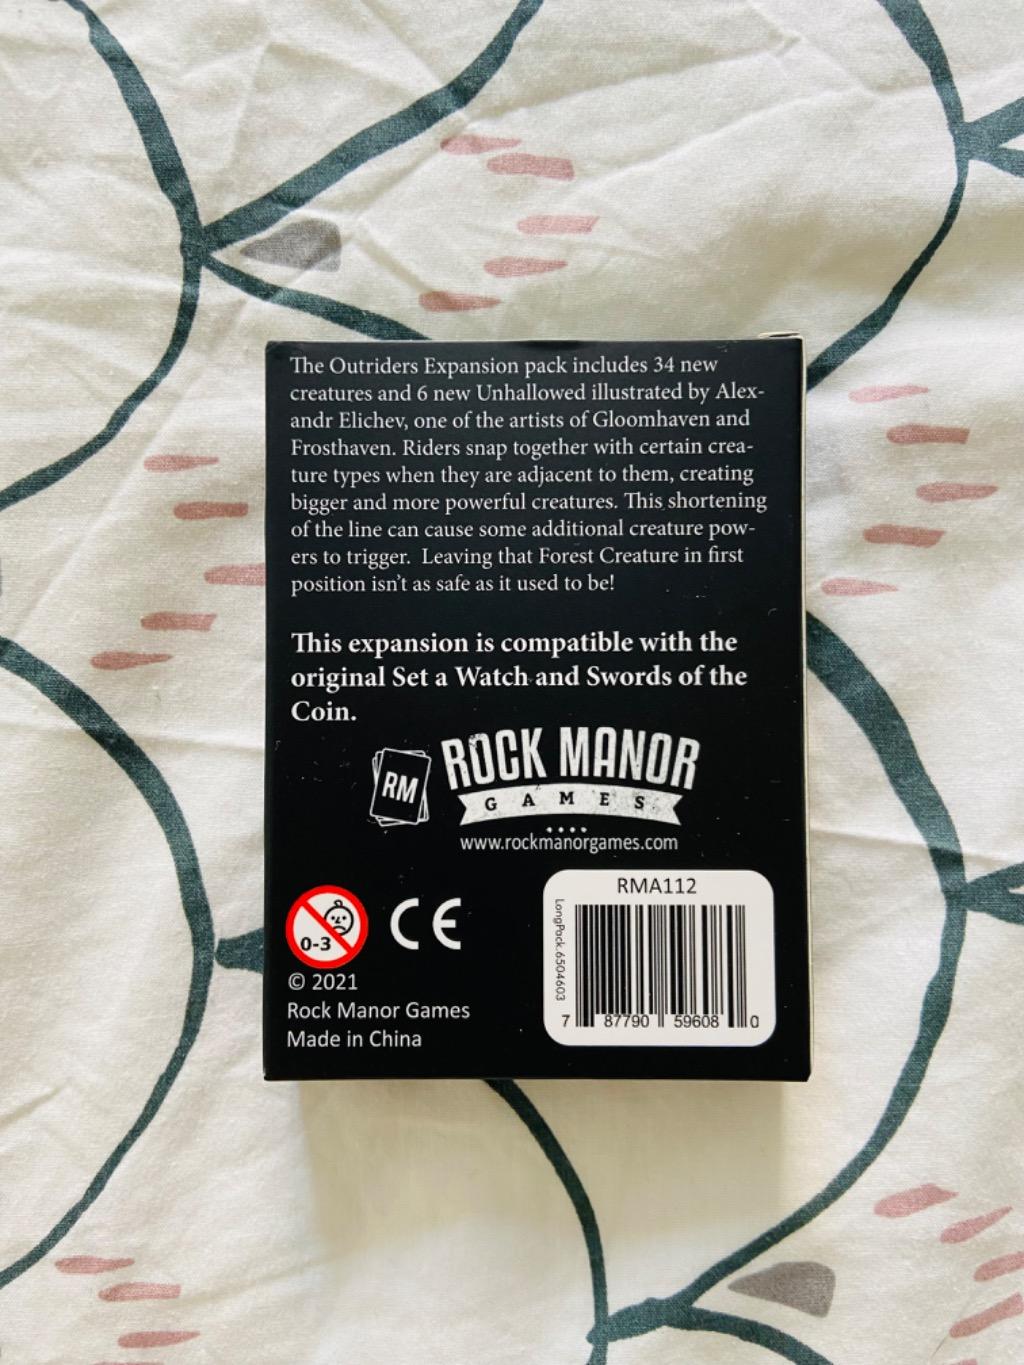 The Outriders Expansion pack includes 34 new
creatures and 6 new Unhallowed illustrated by Alex-
andr Elichev, one of the artists of Gloomhaven and
Frosthaven. Riders snap together with certain crea-
ture types when they are adjacent to them, creating
bigger and more powerful creatures. This shortening
of the line can cause some additional creature pow-
ers to trigger.  Leaving that Forest Creature in first
position isn't as safe as it used to be!
This expansion is compatible with the
original Set a Watch and Swords of the
Coin.
RM
ROCK MANOR
GAMES
www.rockmanorgames.com
0-3
CE
© 2021
Rock Manor Games
Made in China
RMA112
LongPack.6504603
7 87790 59608 0